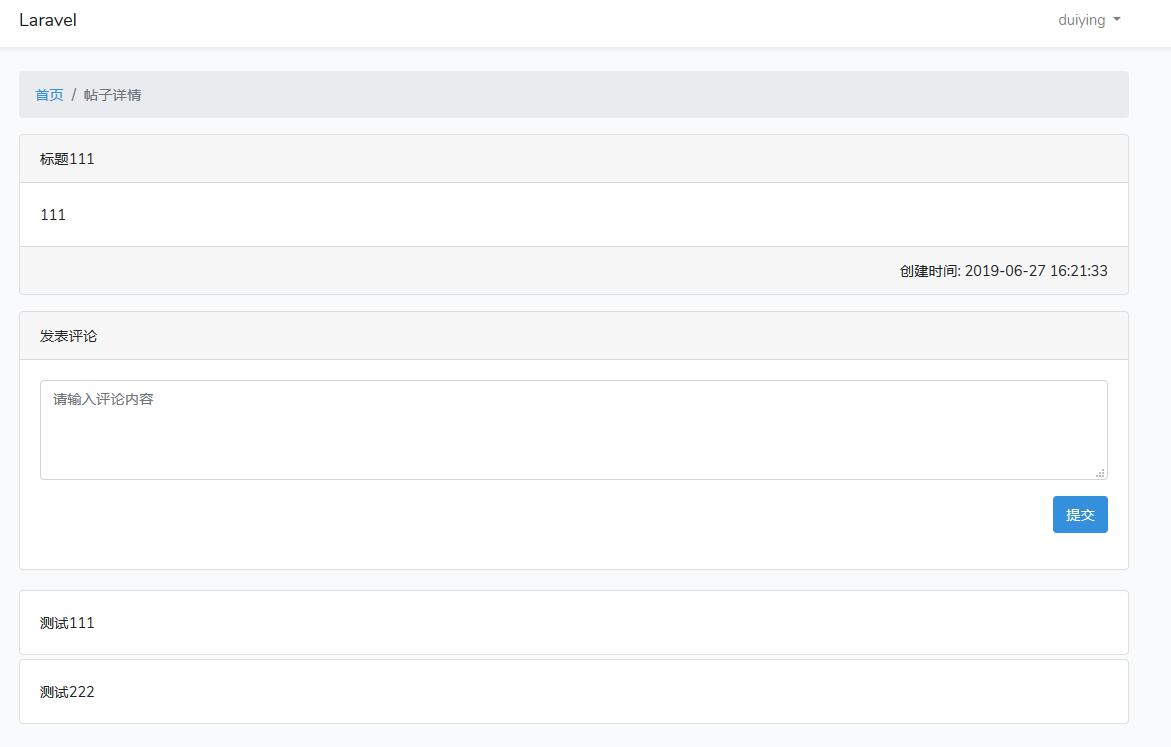 Laravel
duiying
首页 / 帖子详情
标题111
111
创建时间: 2019-06-27 16:21:33
发表评论
请输入评论内容
提交
测试111
测试222